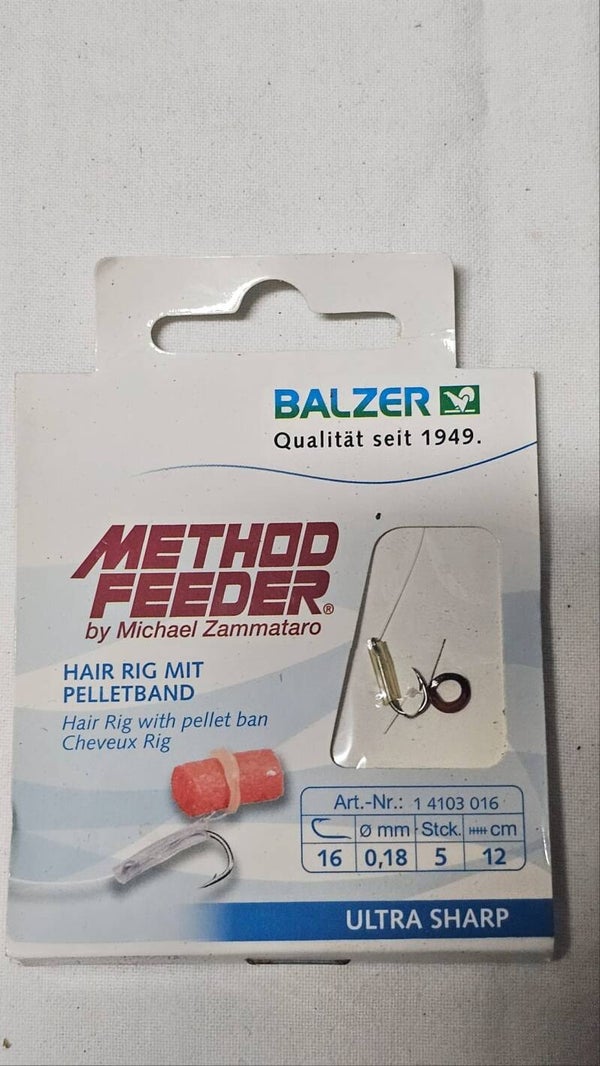 BALZER
Qualität seit 1949.
METHOD
FEEDER®
by Michael Zammataro
HAIR RIG MIT
PELLETBAND
Hair Rig with pellet ban
Cheveux Rig
Art.-Nr.: 1 4103 016
Ø mm Stck. cm
16 0,18 5 12
ULTRA SHARP